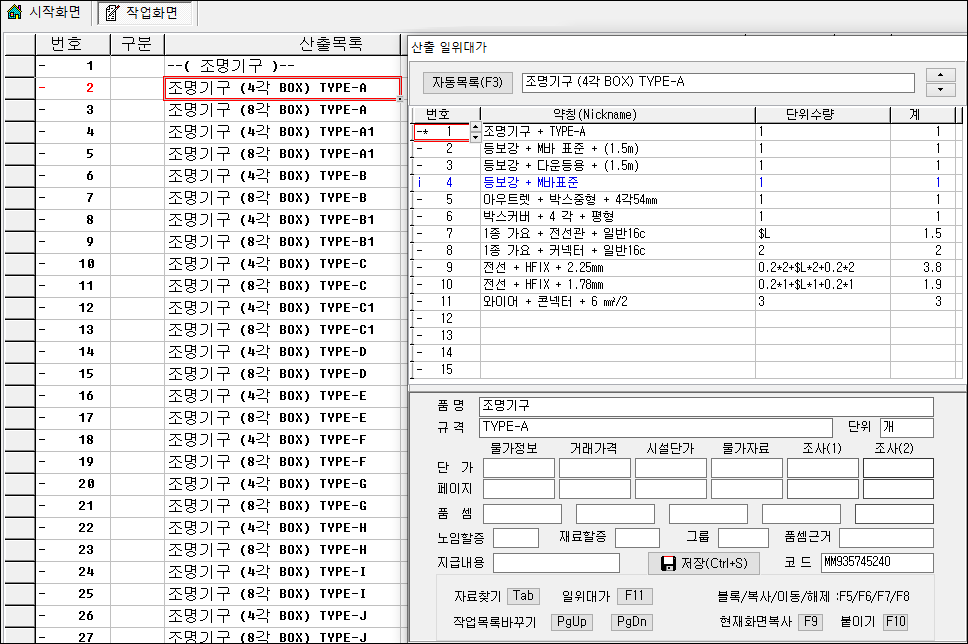 시작화면 작업화면
번호 구분 산출목록
- 1 --( 조명기구 )--
- 2 조명기구 (4각 BOX) TYPE-A
- 3 조명기구 (8각 BOX) TYPE-A
- 4 조명기구 (4각 BOX) TYPE-A1
- 5 조명기구 (8각 BOX) TYPE-A1
- 6 조명기구 (4각 BOX) TYPE-B
- 7 조명기구 (8각 BOX) TYPE-B
- 8 조명기구 (4각 BOX) TYPE-B1
- 9 조명기구 (8각 BOX) TYPE-B1
- 10 조명기구 (4각 BOX) TYPE-C
- 11 조명기구 (8각 BOX) TYPE-C
- 12 조명기구 (4각 BOX) TYPE-C1
- 13 조명기구 (8각 BOX) TYPE-C1
- 14 조명기구 (4각 BOX) TYPE-D
- 15 조명기구 (8각 BOX) TYPE-D
- 16 조명기구 (4각 BOX) TYPE-E
- 17 조명기구 (8각 BOX) TYPE-E
- 18 조명기구 (4각 BOX) TYPE-F
- 19 조명기구 (8각 BOX) TYPE-F
- 20 조명기구 (4각 BOX) TYPE-G
- 21 조명기구 (8각 BOX) TYPE-G
- 22 조명기구 (4각 BOX) TYPE-H
- 23 조명기구 (8각 BOX) TYPE-H
- 24 조명기구 (4각 BOX) TYPE-I
- 25 조명기구 (8각 BOX) TYPE-I
- 26 조명기구 (4각 BOX) TYPE-J
- 27 조명기구 (8각 BOX) TYPE-J
산출 일위대가
자동목록(F3) 조명기구 (4각 BOX) TYPE-A
번호 약칭(Nickname) 단위수량 계
-* 1 조명기구 + TYPE-A 1 1
- 2 등보강 + M바 표준 + (1.5m) 1 1
- 3 등보강 + 다운등용 + (1.5m) 1 1
i 4 등보강 + M바표준 1 1
- 5 아우트렛 + 박스중형 + 4각54mm 1 1
- 6 박스커버 + 4 각 + 평형 1 1
- 7 1종 가요 + 전선관 + 일반16c $L 1.5
- 8 1종 가요 + 커넥터 + 일반16c 2 2
- 9 전선 + HFIX + 2.25mm 0.2*2+$L*2+0.2*2 3.8
- 10 전선 + HFIX + 1.78mm 0.2*1+$L*1+0.2*1 1.9
- 11 와이어 + 콘넥터 + 6 ㎟/2 3 3
- 12
- 13
- 14
- 15
품 명 조명기구
규 격 TYPE-A 단위 개
물가정보 거래가격 시설단가 물가자료 조사(1) 조사(2)
단 가
페이지
품 셈
노임할증 재료할증 그룹 품셈근거
지급내용 저장(Ctrl+S) 코 드 MM935745240
자료찾기 Tab 일위대가 F11 블록/복사/이동/해제 :F5/F6/F7/F8
작업목록바꾸기 PgUp PgDn 현재화면복사 F9 붙이기 F10